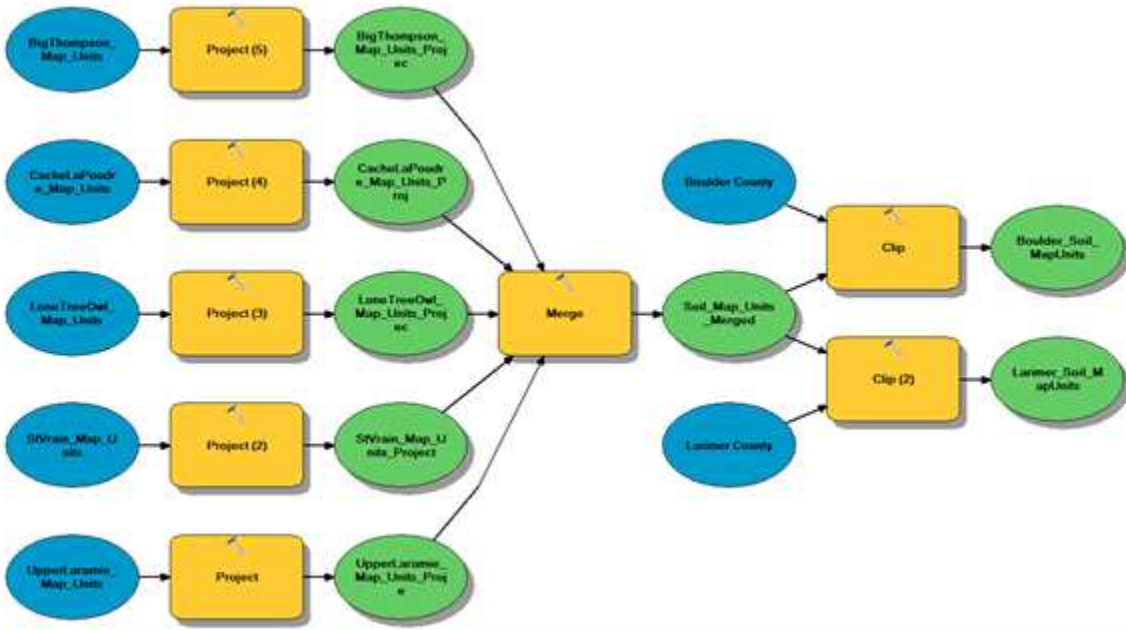 BigThompson_
Map_Units
Project (5)
BigThompson_
Map_Units_Projec
ec
CacheLaPoudr
e_Map_Units
Project (4)
CacheLaPoudr
e_Map_Units_P
roj
LoneTreeOwl_
Map_Units
Project (3)
LoneTreeOwl_
Map_Units_Proj
ec
StVrain_Map_U
nits
Project (2)
StVrain_Map_U
nits_Project
UpperLaramie_
Map_Units
Project
UpperLaramie_
Map_Units_Proj
e
Merge
Soil_Map_Units
_Merged
Boulder County
Larimer County
Clip
Clip (2)
Boulder_Soil_
MapUnits
Larimer_Soil_M
apUnits